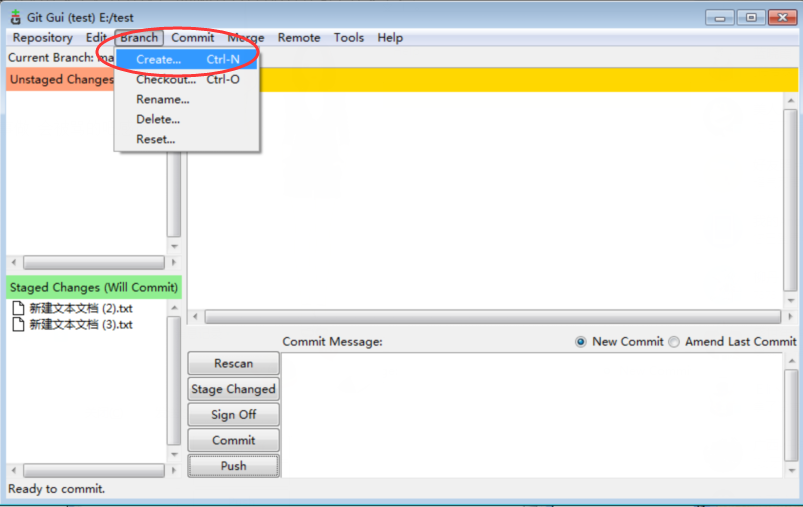 Git Gui (test) E:/test
Repository Edit Branch Commit Merge Remote Tools Help
Current Branch: ma
Create... Ctrl-N
Unstaged Changes
Checkout... Ctrl-O
Rename...
Delete...
Reset...
Staged Changes (Will Commit)
新建文本文档 (2).txt
新建文本文档 (3).txt
Commit Message:
New Commit
Amend Last Commit
Rescan
Stage Changed
Sign Off
Commit
Push
Ready to commit.